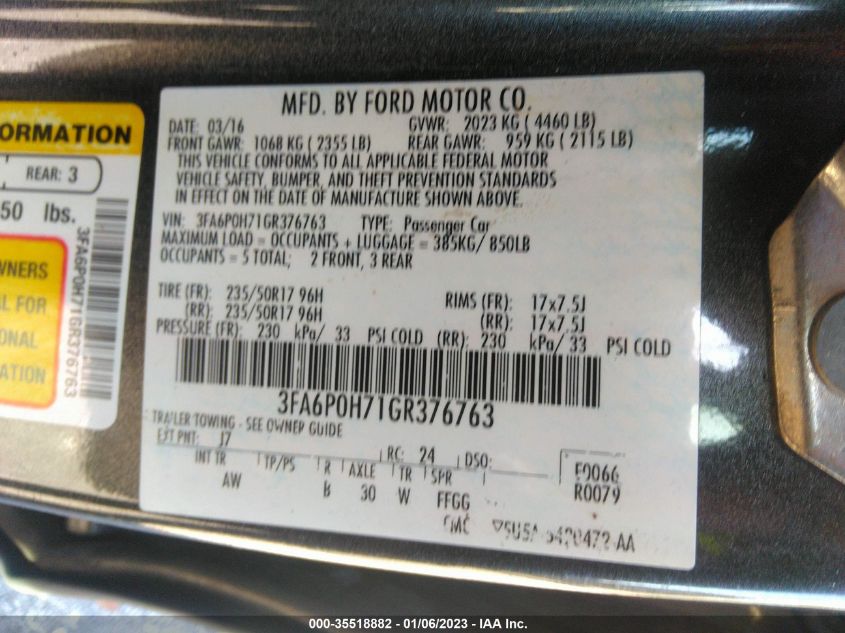 ORMATION
REAR: 3
50 lbs.
WNERS
AL FOR
ONAL
ATION
3FA6P0H71GR376763
MFD. BY FORD MOTOR CO.
DATE: 03/16 GVWR: 2023 KG ( 4460 LB)
FRONT GAWR: 1068 KG ( 2355 LB) REAR GAWR: 959 KG ( 2115 LB)
THIS VEHICLE CONFORMS TO ALL APPLICABLE FEDERAL MOTOR
VEHICLE SAFETY, BUMPER, AND THEFT PREVENTION STANDARDS
IN EFFECT ON THE DATE OF MANUFACTURE SHOWN ABOVE.
VIN: 3FA6P0H71GR376763 TYPE: Passenger Car
MAXIMUM LOAD = OCCUPANTS + LUGGAGE = 385KG/ 850LB
OCCUPANTS = 5 TOTAL; 2 FRONT, 3 REAR
TIRE (FR): 235/50R17 96H RIMS (FR): 17x7.5J
(RR): 235/50R17 96H (RR): 17x7.5J
PRESSURE (FR): 230 kPa/ 33 PSI COLD (RR): 230 kPa/ 33 PSI COLD
3FA6P0H71GR376763
TRAILER TOWING - SEE OWNER GUIDE
EXT PNT: J7 RC: 24 DSO:
INT TR TP/PS R AXLE TR SPR F0066
AW B 30 W FFGG R0079
000-35518882 - 01/06/2023 - IAA Inc.